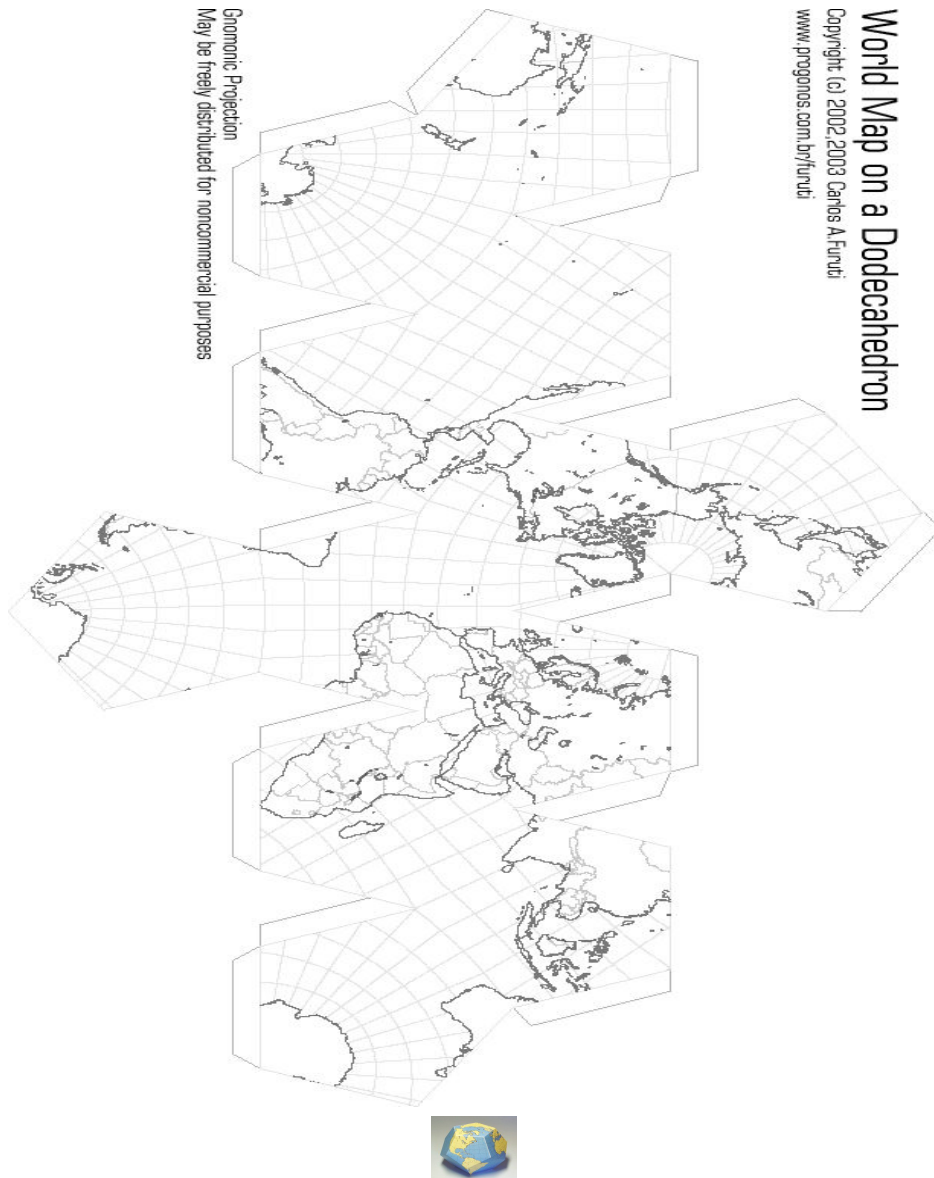 World Map on a Dodecahedron
Copyright (c) 2002,2003 Carlos A.Furuti
www.progonos.com.br/furuti
Gnomonic Projection
May be freely distributed for noncommercial purposes